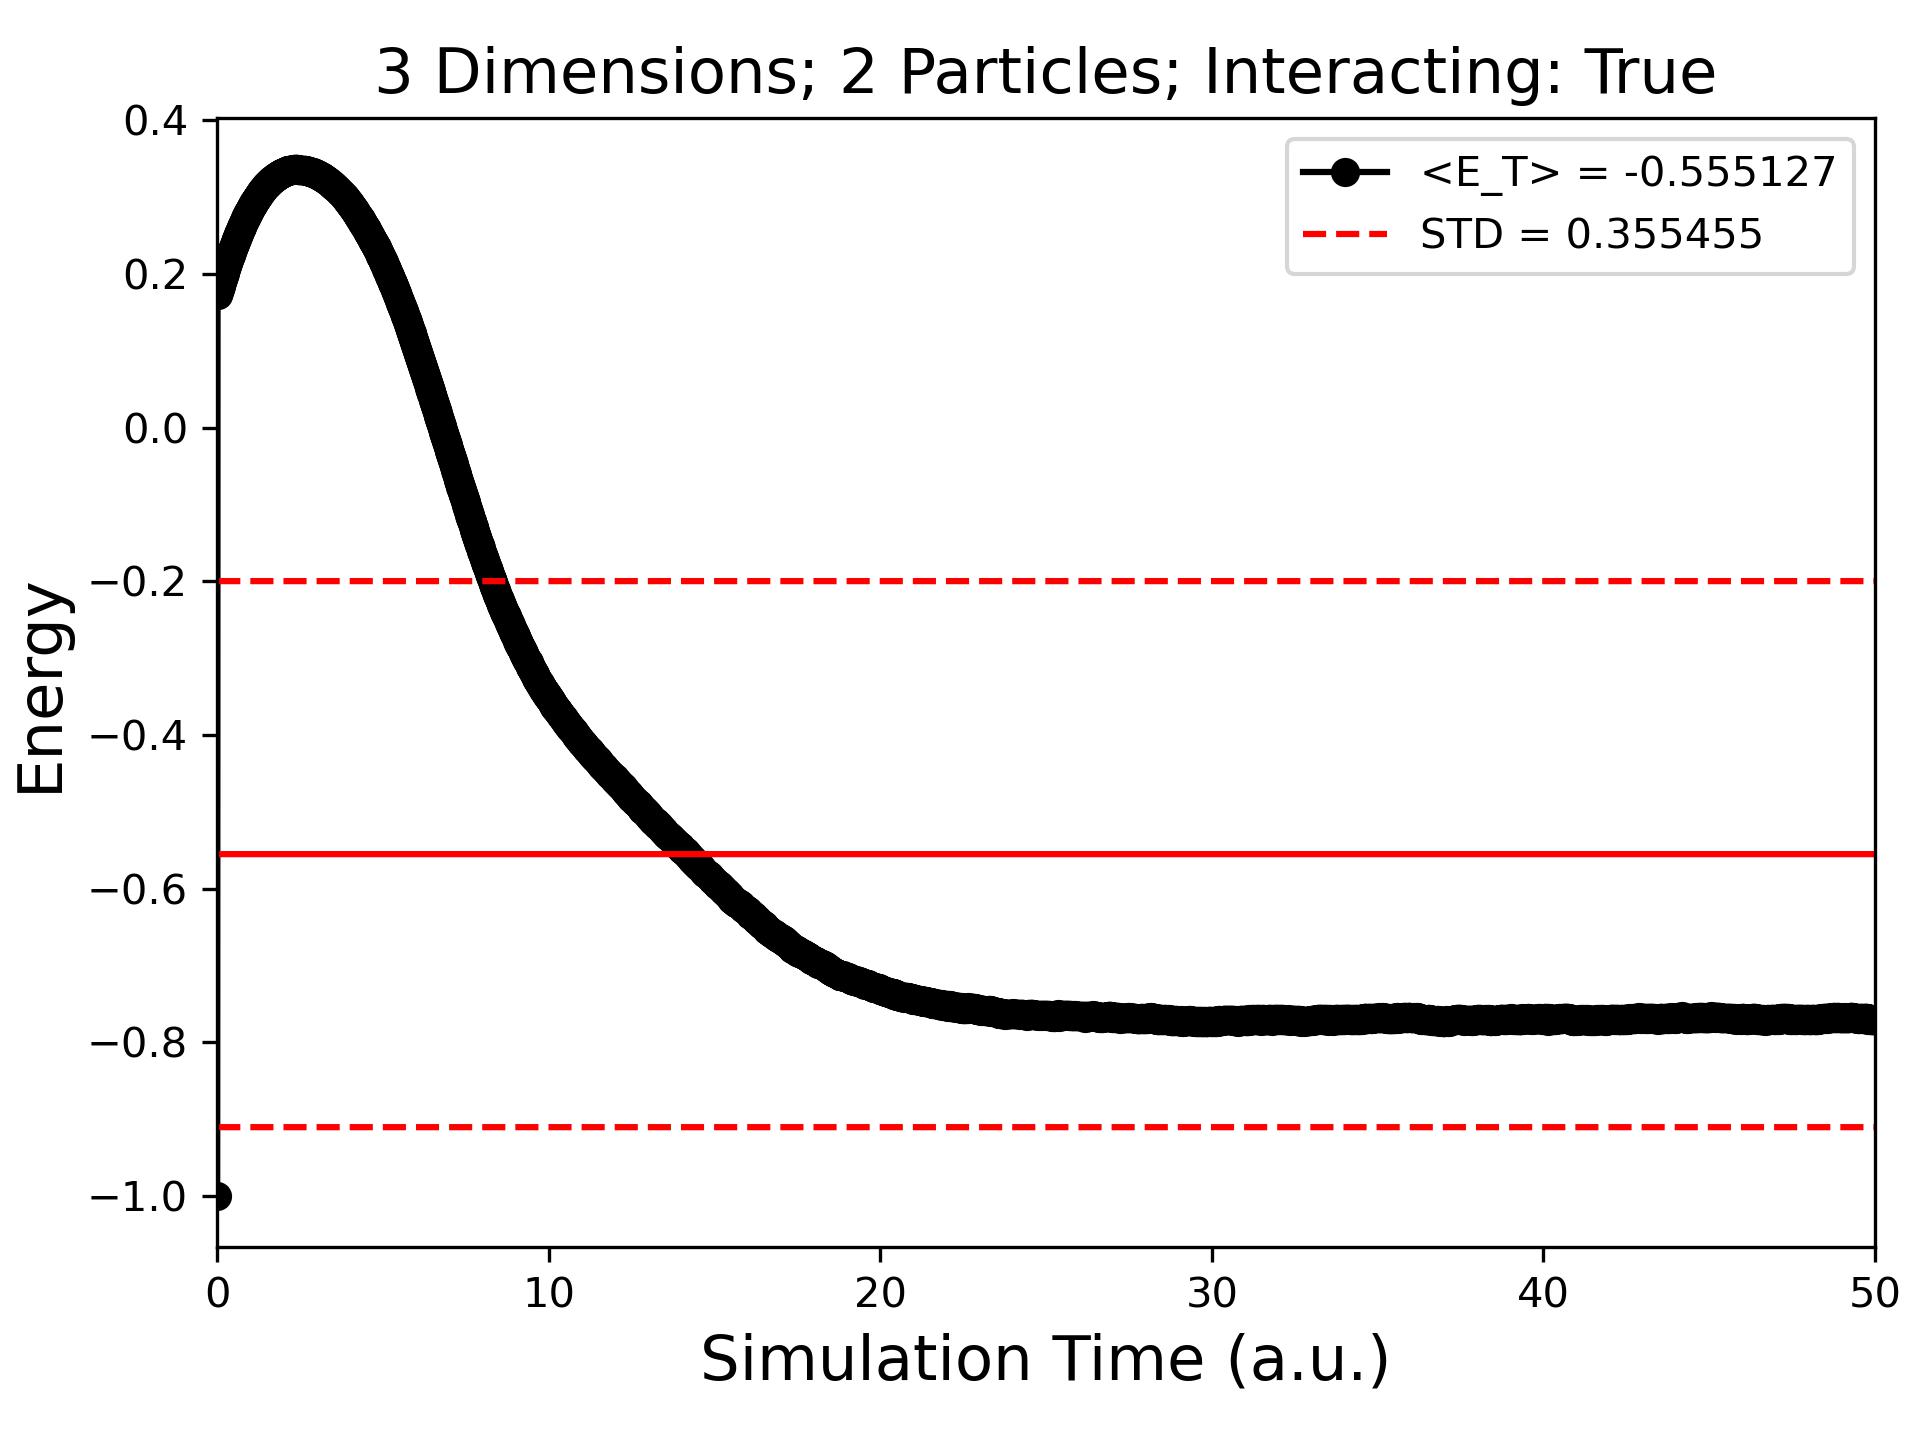 3 Dimensions; 2 Particles; Interacting: True
<E_T> = -0.555127
STD = 0.355455
Energy
0.4
0.2
0.0
−0.2
−0.4
−0.6
−0.8
−1.0
0 10 20 30 40 50
Simulation Time (a.u.)